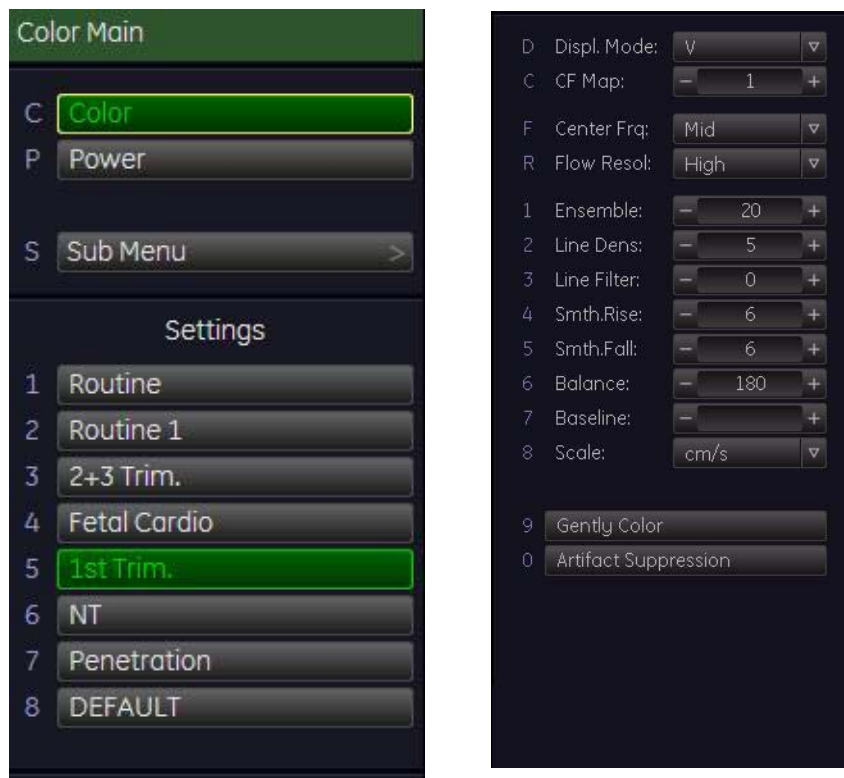 Color Main
C Color
P Power
S Sub Menu >
Settings
1 Routine
2 Routine 1
3 2+3 Trim.
4 Fetal Cardio
5 1st Trim.
6 NT
7 Penetration
8 DEFAULT
D Displ. Mode: V
C CF Map: − 1 +
F Center Frq: Mid
R Flow Resol: High
1 Ensemble: − 20 +
2 Line Dens: − 5 +
3 Line Filter: − 0 +
4 Smth.Rise: − 6 +
5 Smth.Fall: − 6 +
6 Balance: − 180 +
7 Baseline: − +
8 Scale: cm/s
9 Gently Color
0 Artifact Suppression